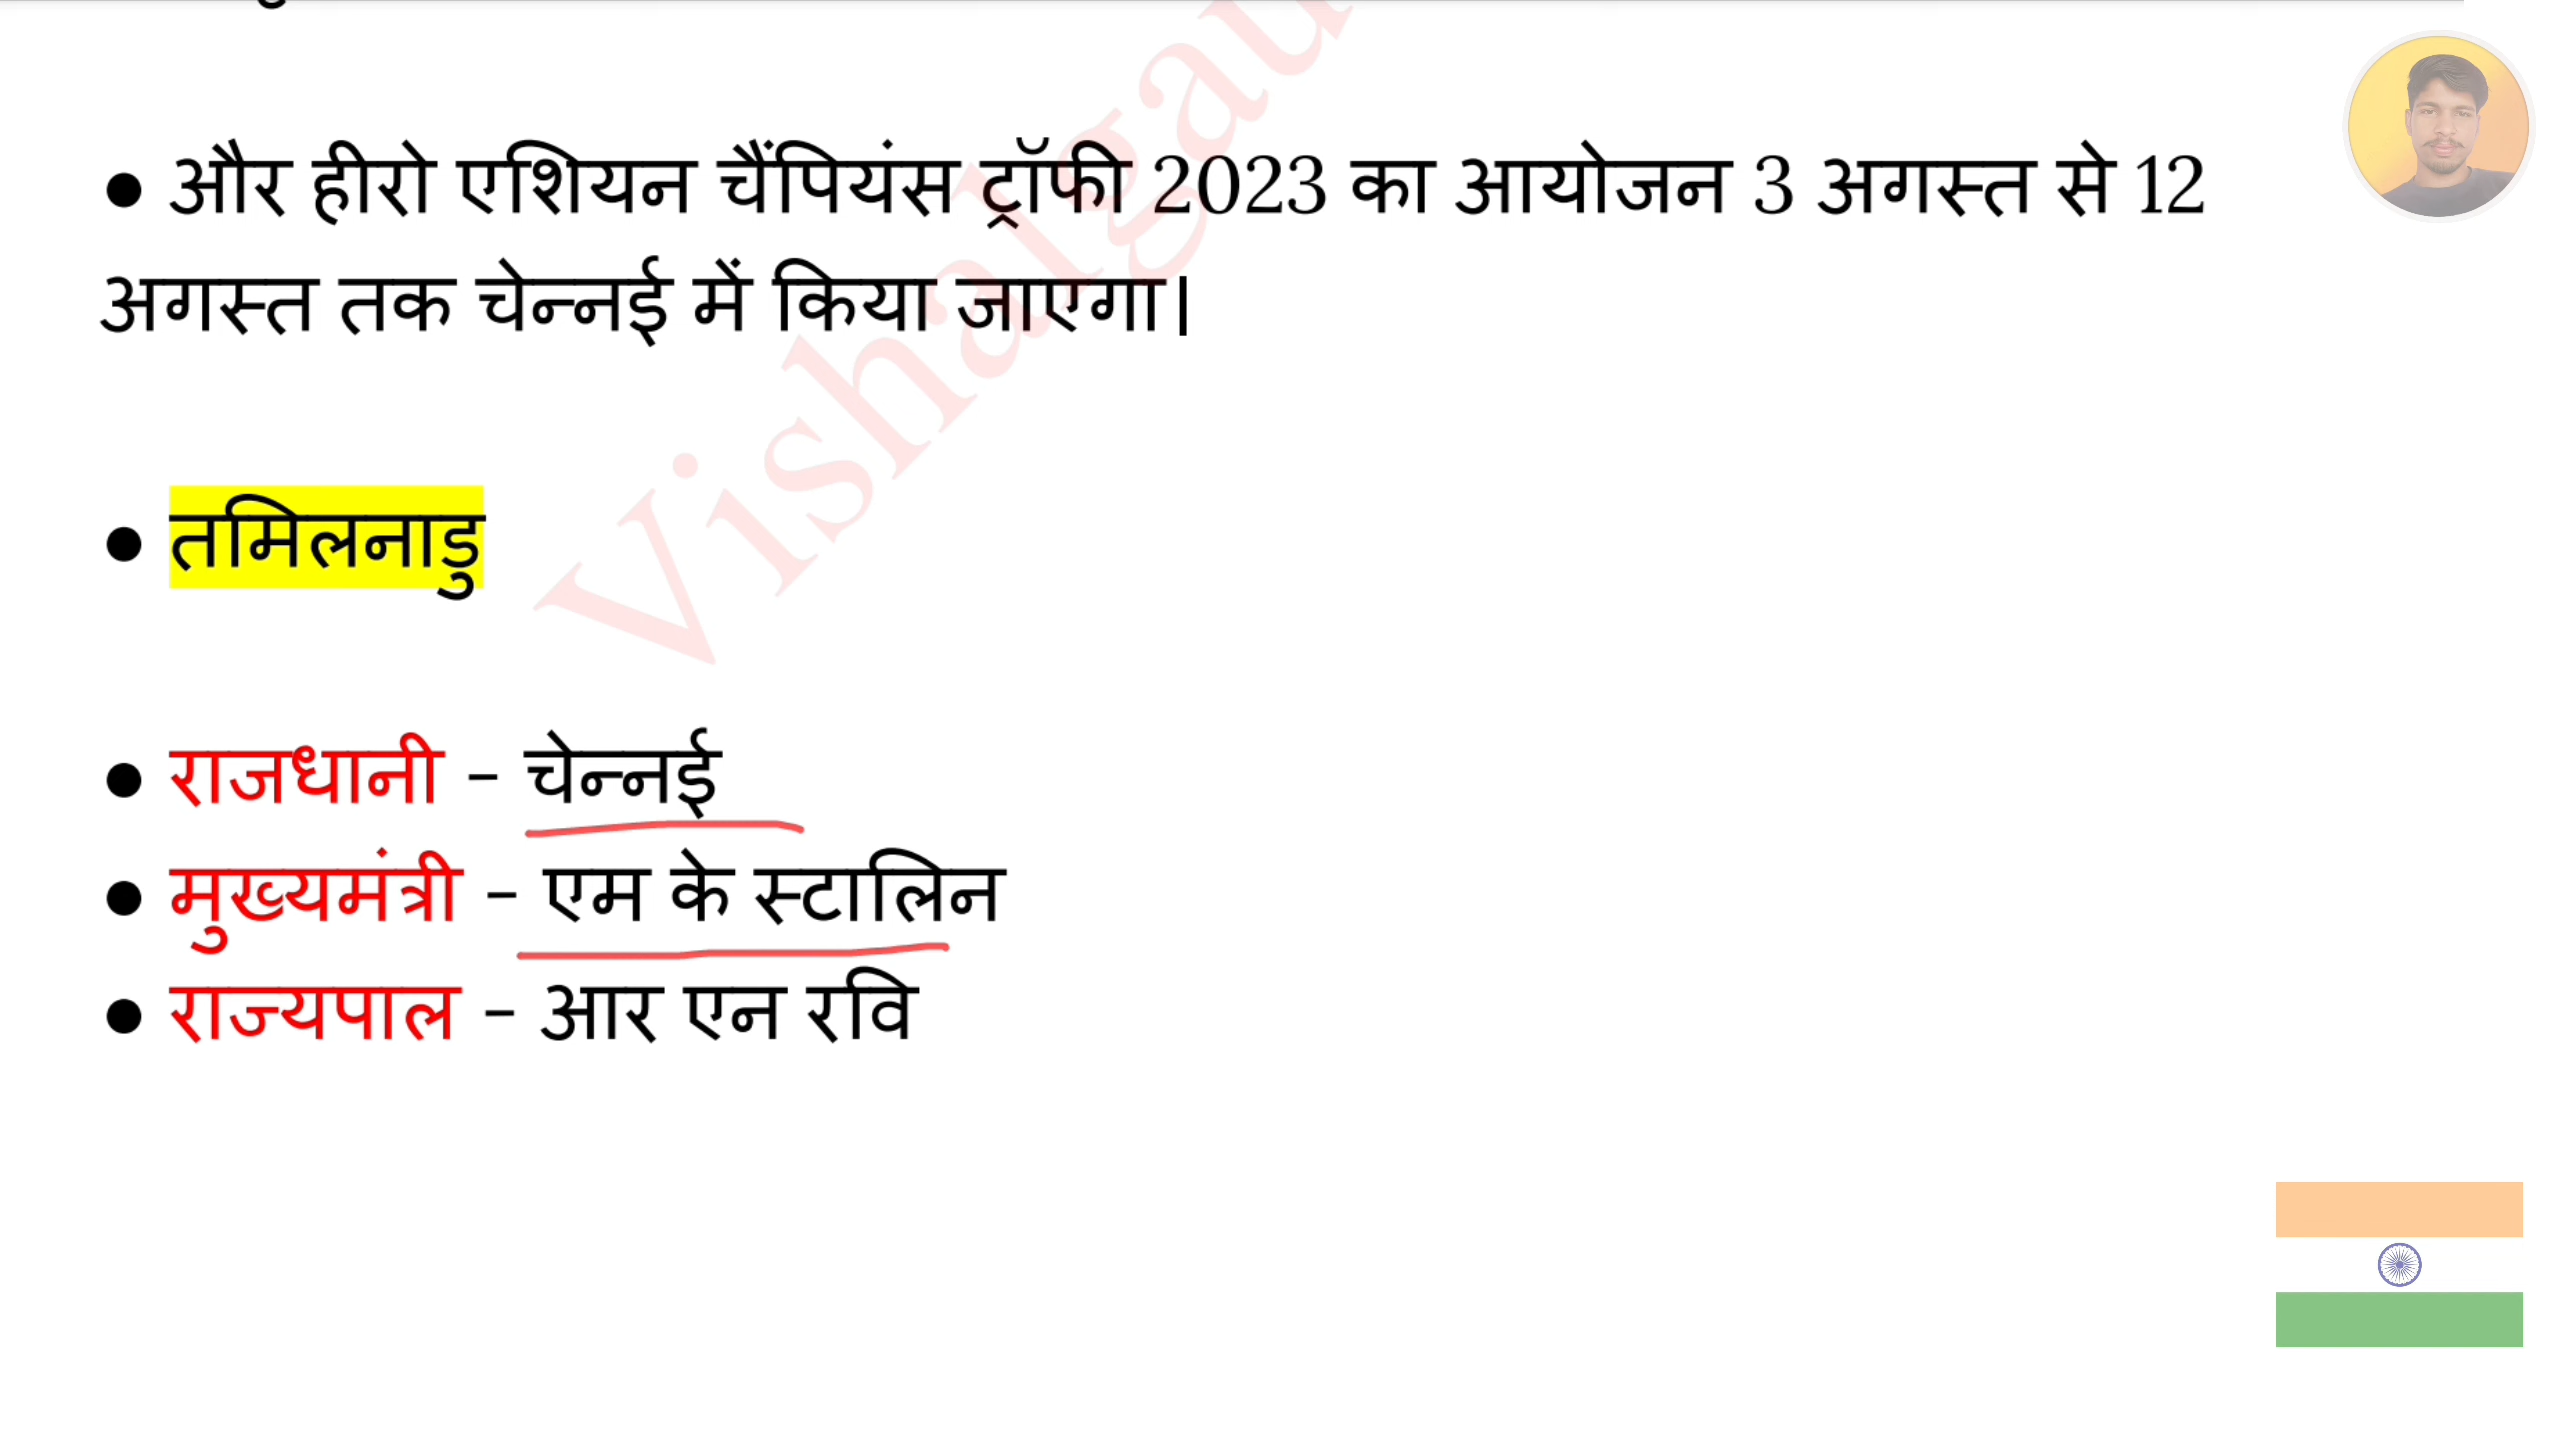 ● और हीरो एशियन चैंपियंस ट्रॉफी 2023 का आयोजन 3 अगस्त से 12
अगस्त तक चेन्नई में किया जाएगा।
● तमिलनाडु
● राजधानी - चेन्नई
● मुख्यमंत्री - एम के स्टालिन
● राज्यपाल - आर एन रवि
Vishalgau